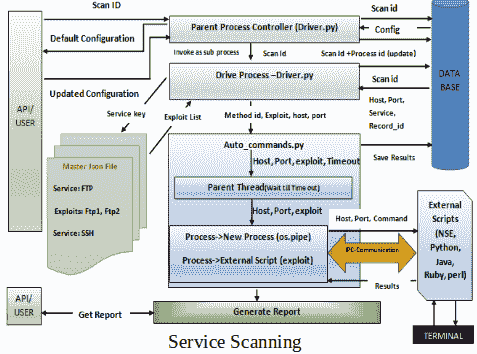 Scan ID
Parent Process Controller (Driver.py)
Scan id
Config
Default Configuration
Invoke as sub process
Scan Id
Scan Id +Process id (update)
DATA
BASE
Drive Process –Driver.py
Scan id
API/
USER
Updated Configuration
Host, Port,
Service,
Record_id
Service key
Exploit List
Method id, Exploit, host, port
Auto_commands.py
Host, Port, exploit, Timeout
Save Results
Master Json File
Service: FTP
Exploits: Ftp1, Ftp2
Service: SSH
Parent Thread(Wait till Time out)
Host, Port, exploit
Host, Port, Command
External
Scripts
(NSE,
Python,
Java,
Ruby, perl)
Process->New Process (os.pipe)
Process->External Script (exploit)
IPC-Communication
Results
API/
USER
Get Report
Generate Report
TERMINAL
Service Scanning